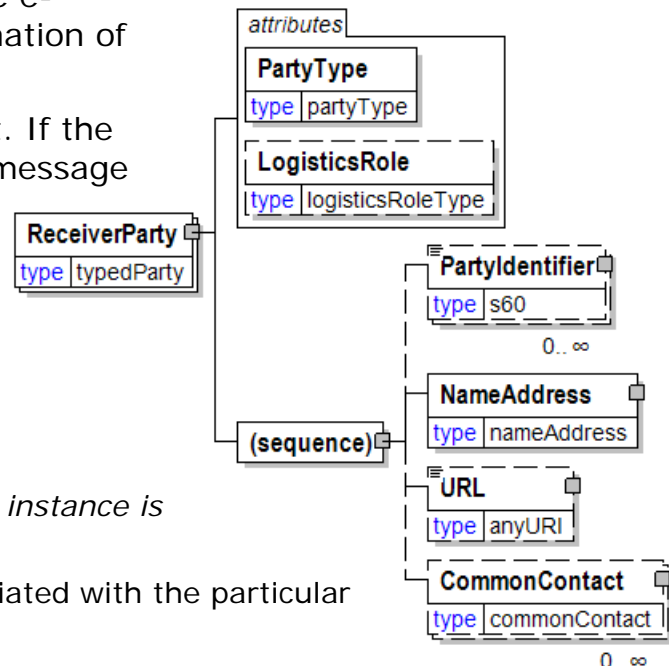 e e-
nation of
. If the
message
attributes
PartyType
type partyType
LogisticsRole
type logisticsRoleType
ReceiverParty
type typedParty
PartyIdentifier
type s60
0.. ∞
NameAddress
type nameAddress
(sequence)
URL
type anyURI
instance is
CommonContact
type commonContact
0.. ∞
iated with the particular